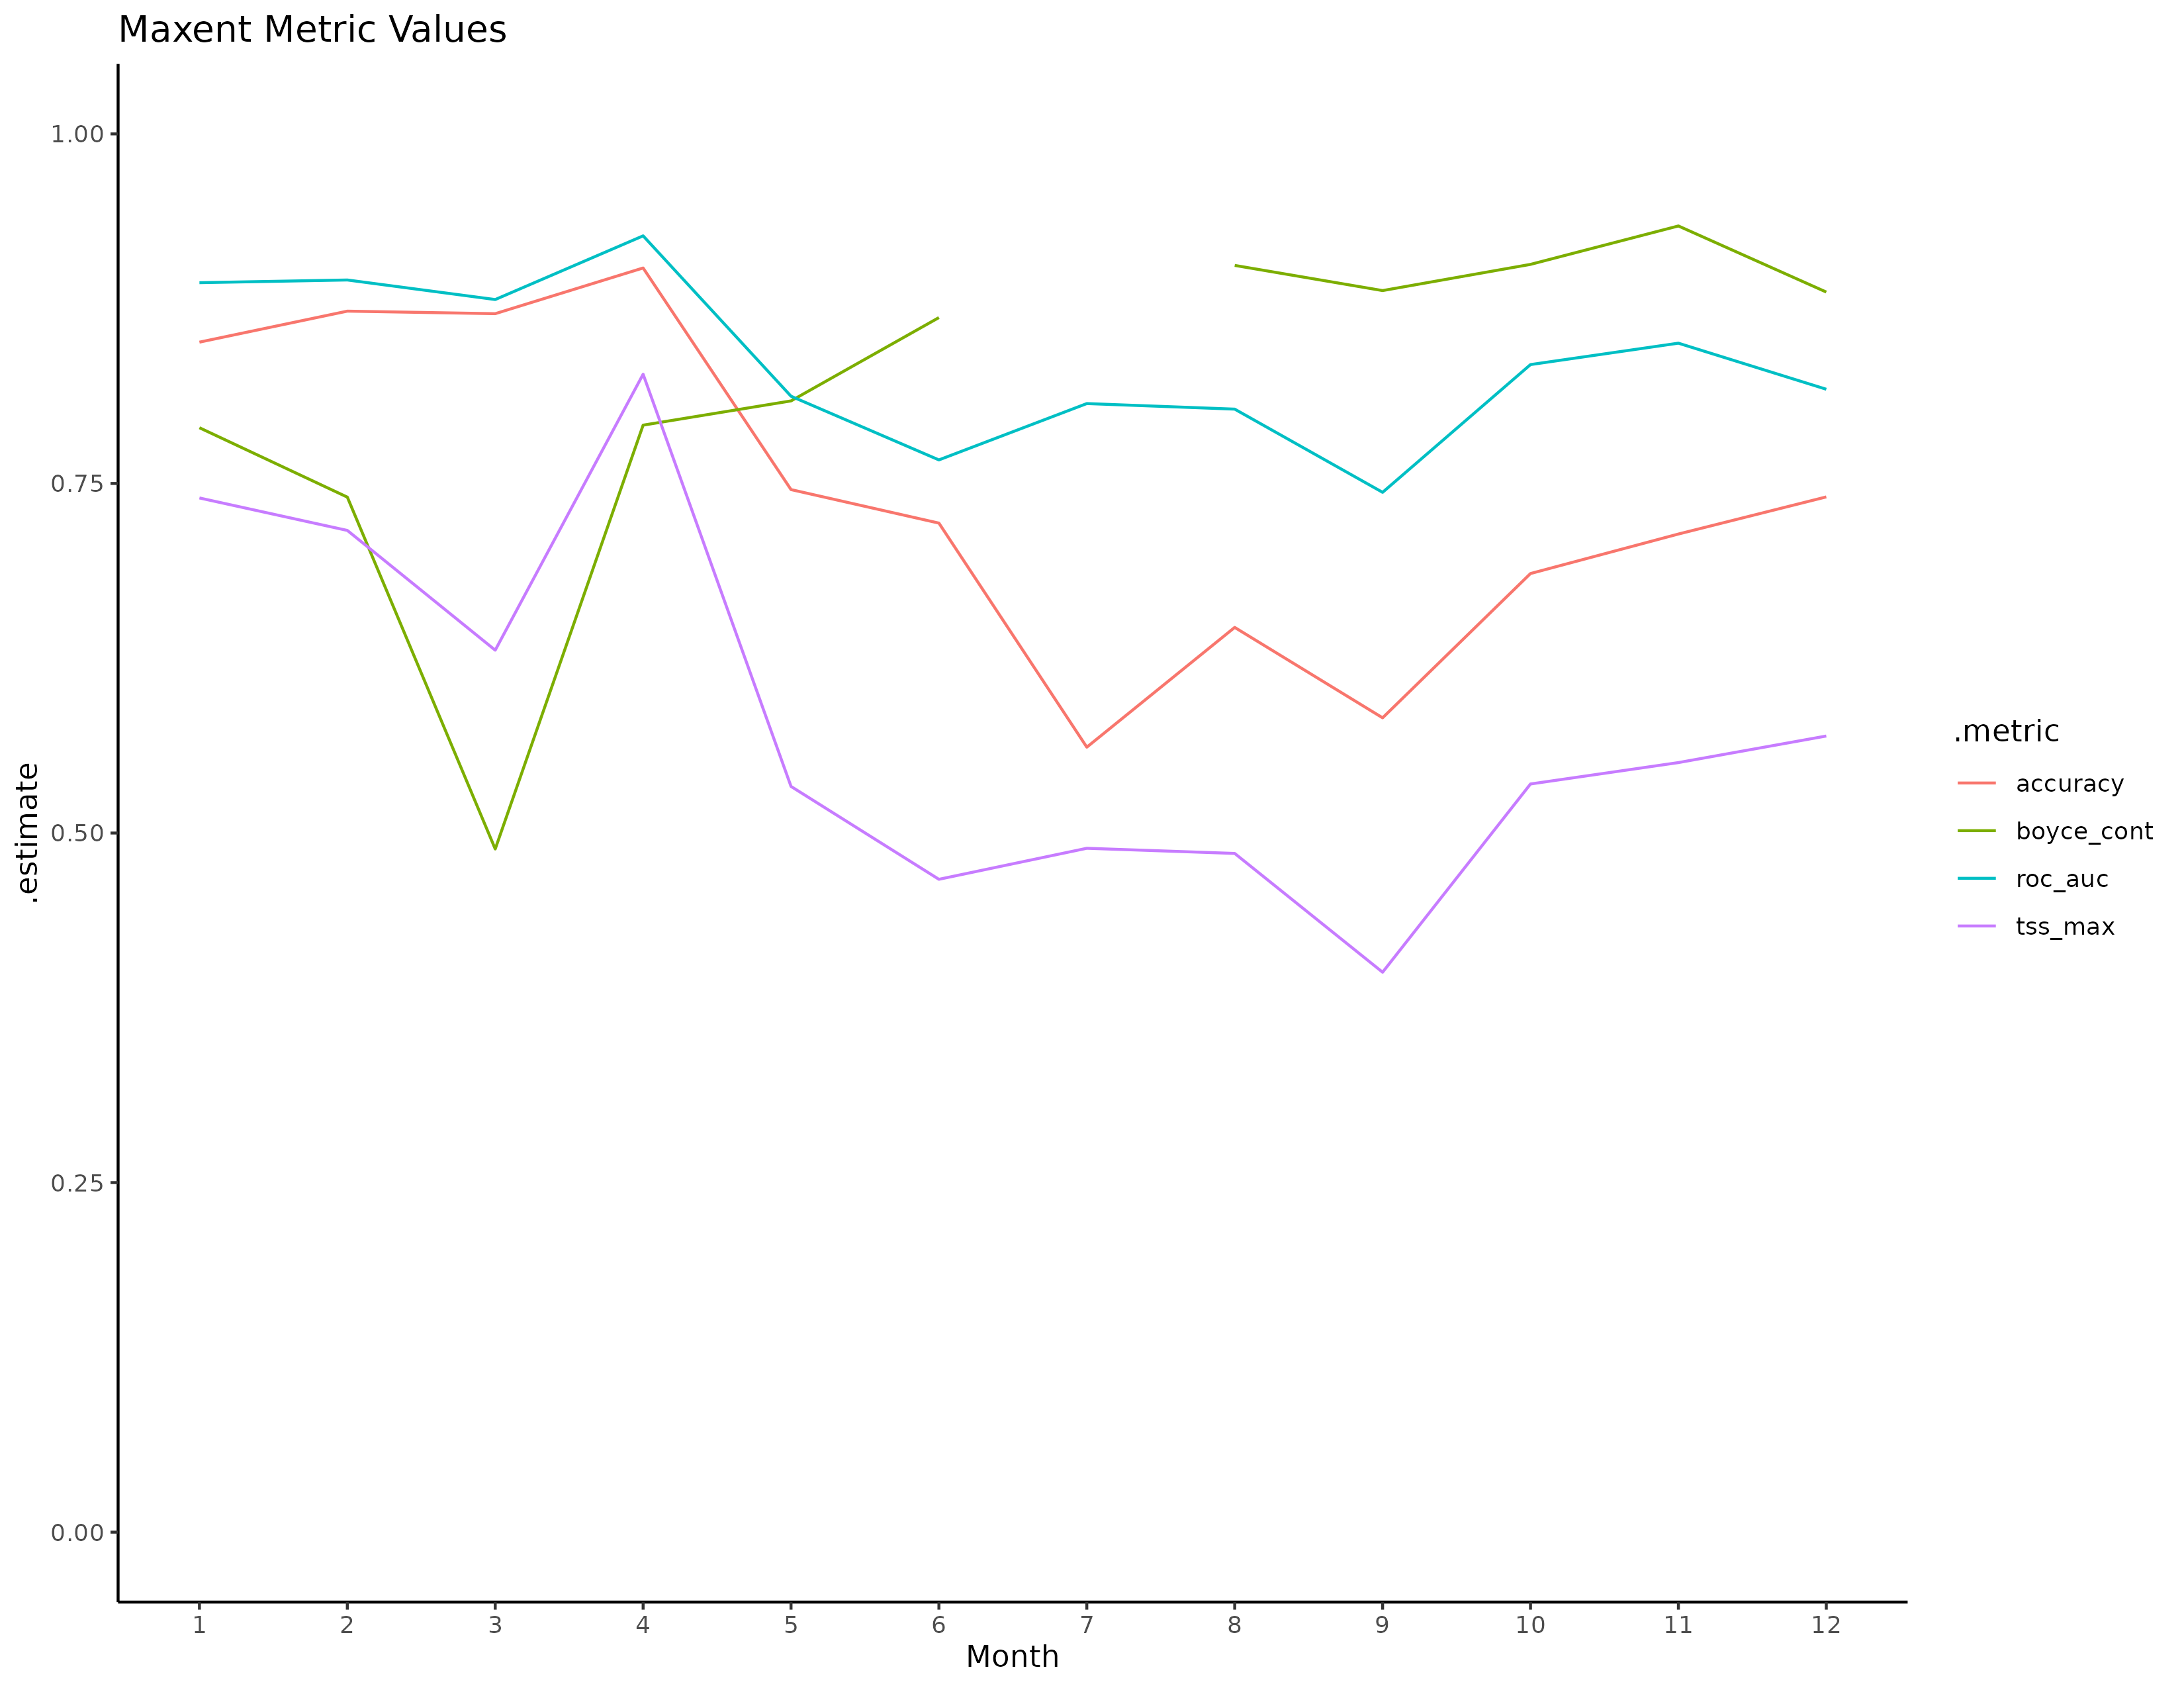 Maxent Metric Values
1.00
0.75
0.50
0.25
0.00
.estimate
1 2 3 4 5 6 7 8 9 10 11 12
Month
.metric
accuracy
boyce_cont
roc_auc
tss_max